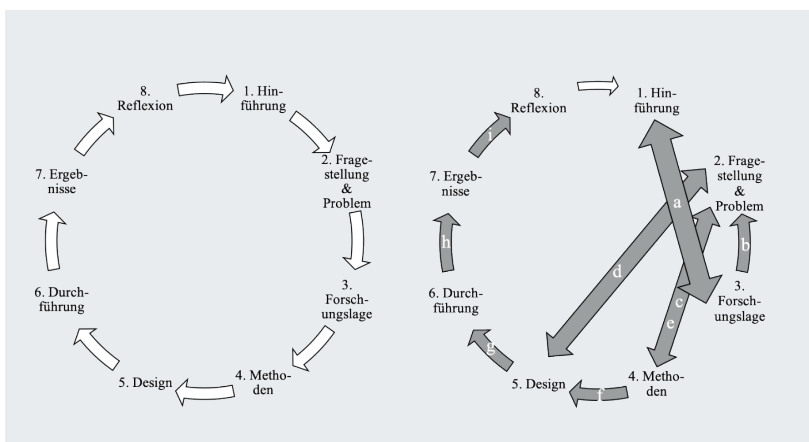 8.
Reflexion
1. Hin-
führung
2. Frage-
stellung
&
Problem
3.
Forsch-
ungslage
4. Metho-
den
5. Design
6. Durch-
führung
7. Ergeb-
nisse
8.
Reflexion
1. Hin-
führung
2. Frage-
stellung
&
Problem
3.
Forsch-
ungslage
4. Metho-
den
5. Design
6. Durch-
führung
7. Ergeb-
nisse
a
b
c
d
e
f
g
h
i